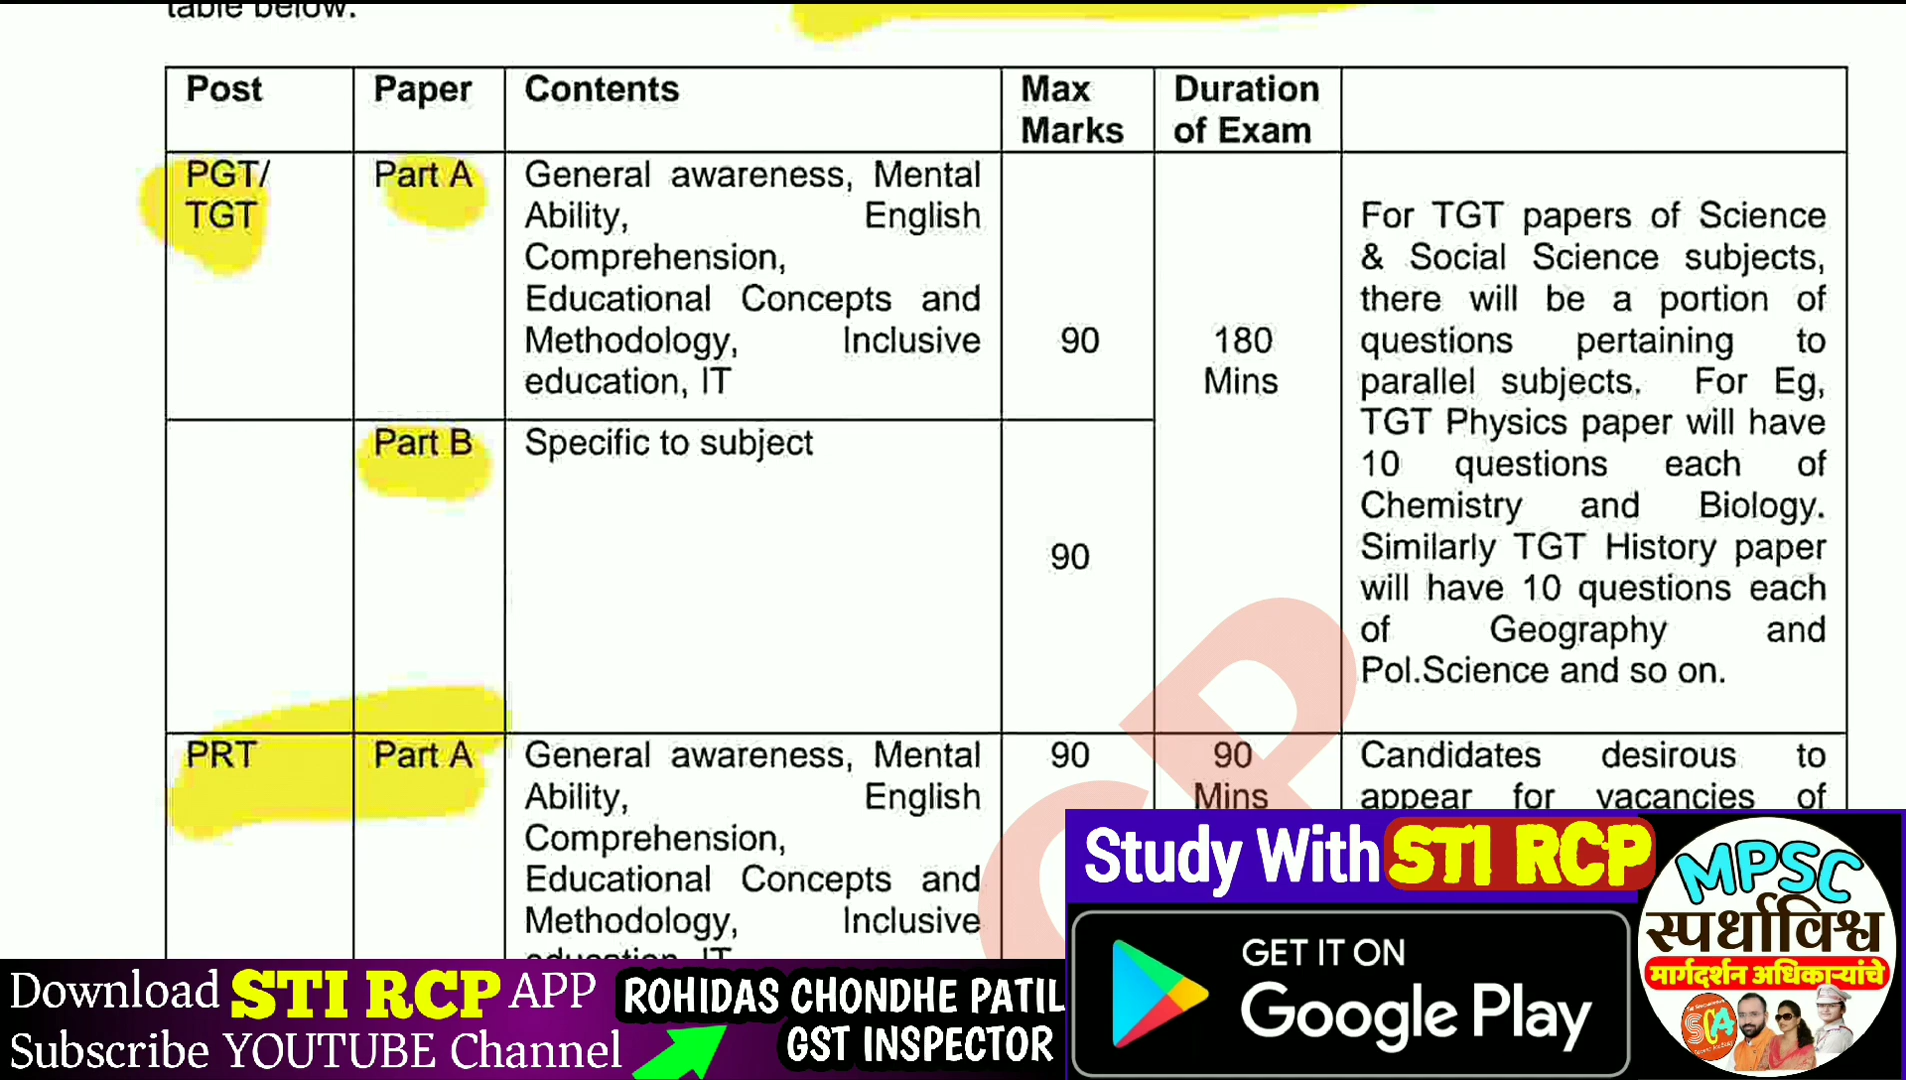 table below.
Post Paper Contents Max Marks Duration of Exam
PGT/
TGT
Part A
General awareness, Mental
Ability, English
Comprehension,
Educational Concepts and
Methodology, Inclusive
education, IT
90
180
Mins
For TGT papers of Science
& Social Science subjects,
there will be a portion of
questions pertaining to
parallel subjects. For Eg,
TGT Physics paper will have
10 questions each of
Chemistry and Biology.
Similarly TGT History paper
will have 10 questions each
of Geography and
Pol.Science and so on.
Part B
Specific to subject
90
PRT
Part A
General awareness, Mental
Ability, English
Comprehension,
Educational Concepts and
Methodology, Inclusive
education, IT
90
90
Mins
Candidates desirous to
appear for vacancies of
CP
Study With STI RCP
GET IT ON
Google Play
MPSC
स्पर्धाविश्व
मार्गदर्शन अधिकाऱ्यांचे
SCA
Download STI RCP APP
Subscribe YOUTUBE Channel
ROHIDAS CHONDHE PATIL
GST INSPECTOR